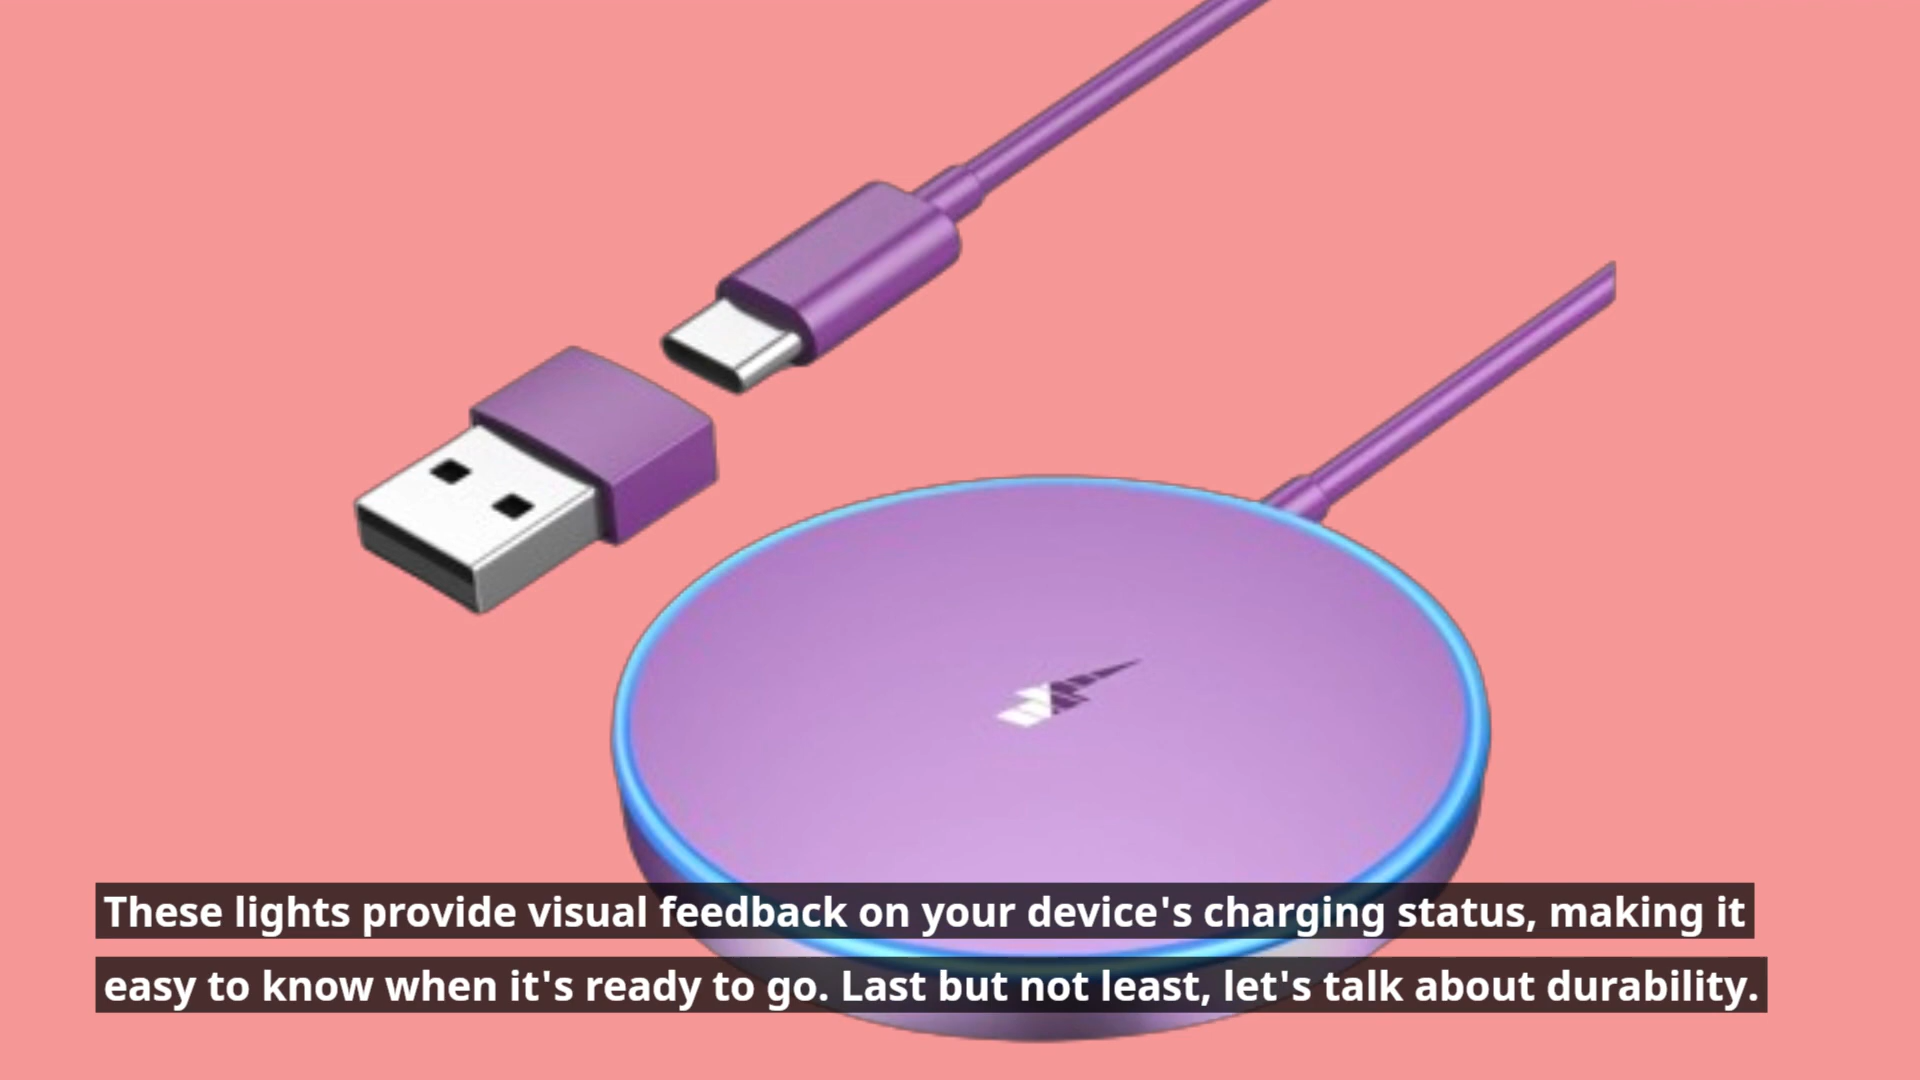 These lights provide visual feedback on your device's charging status, making it
easy to know when it's ready to go. Last but not least, let's talk about durability.